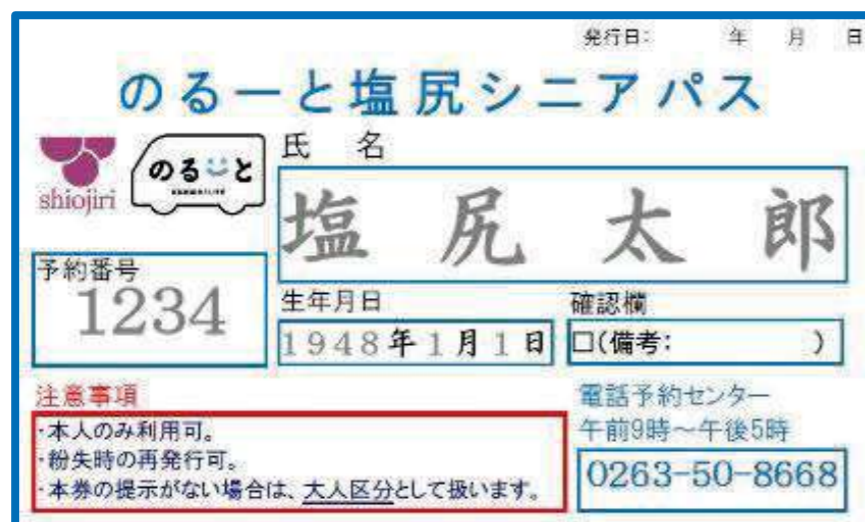 発行日: 年 月 日
のるーと塩尻シニアパス
shiojiri
のるーと
氏 名
塩尻太郎
予約番号
1234
生年月日
1948年1月1日
確認欄
□(備考: )
注意事項
・本人のみ利用可。
・紛失時の再発行可。
・本券の提示がない場合は、大人区分として扱います。
電話予約センター
午前9時~午後5時
0263-50-8668